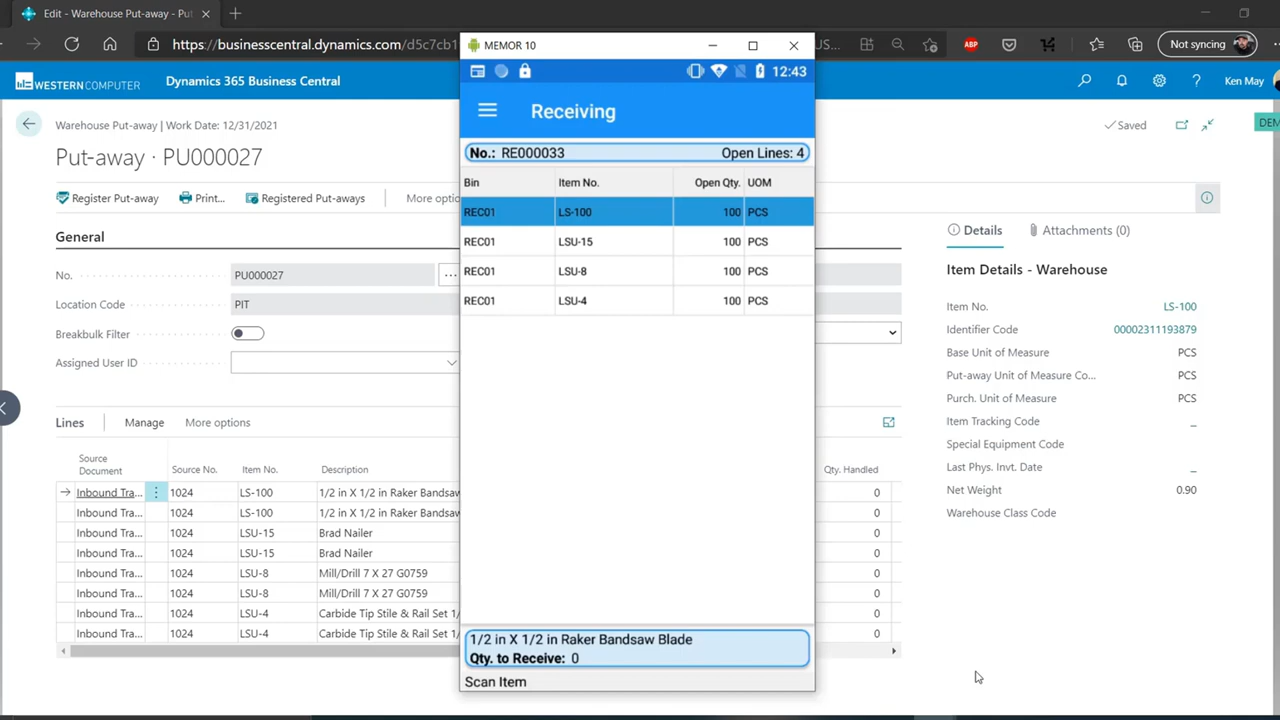 Edit - Warehouse Put-away - Put
https://businesscentral.dynamics.com/d5c7cb1
US...
ABP
Not syncing
WESTERNCOMPUTER
Dynamics 365 Business Central
Ken May
Warehouse Put-away | Work Date: 12/31/2021
Saved
DEM
Put-away · PU000027
Register Put-away
Print...
Registered Put-aways
More optio
General
No.
PU000027
Location Code
PIT
Breakbulk Filter
Assigned User ID
Lines
Manage
More options
Source Document
Source No.
Item No.
Description
Qty. Handled
Inbound Tra... 1024 LS-100 1/2 in X 1/2 in Raker Bandsaw 0
Inbound Tra... 1024 LS-100 1/2 in X 1/2 in Raker Bandsaw 0
Inbound Tra... 1024 LSU-15 Brad Nailer 0
Inbound Tra... 1024 LSU-15 Brad Nailer 0
Inbound Tra... 1024 LSU-8 Mill/Drill 7 X 27 G0759 0
Inbound Tra... 1024 LSU-8 Mill/Drill 7 X 27 G0759 0
Inbound Tra... 1024 LSU-4 Carbide Tip Stile & Rail Set 1/ 0
Inbound Tra... 1024 LSU-4 Carbide Tip Stile & Rail Set 1/ 0
MEMOR 10
12:43
Receiving
No.: RE000033 Open Lines: 4
Bin Item No. Open Qty. UOM
REC01 LS-100 100 PCS
REC01 LSU-15 100 PCS
REC01 LSU-8 100 PCS
REC01 LSU-4 100 PCS
1/2 in X 1/2 in Raker Bandsaw Blade
Qty. to Receive: 0
Scan Item
Details
Attachments (0)
Item Details - Warehouse
Item No. LS-100
Identifier Code 00002311193879
Base Unit of Measure PCS
Put-away Unit of Measure Co... PCS
Purch. Unit of Measure PCS
Item Tracking Code _
Special Equipment Code
Last Phys. Invt. Date _
Net Weight 0.90
Warehouse Class Code